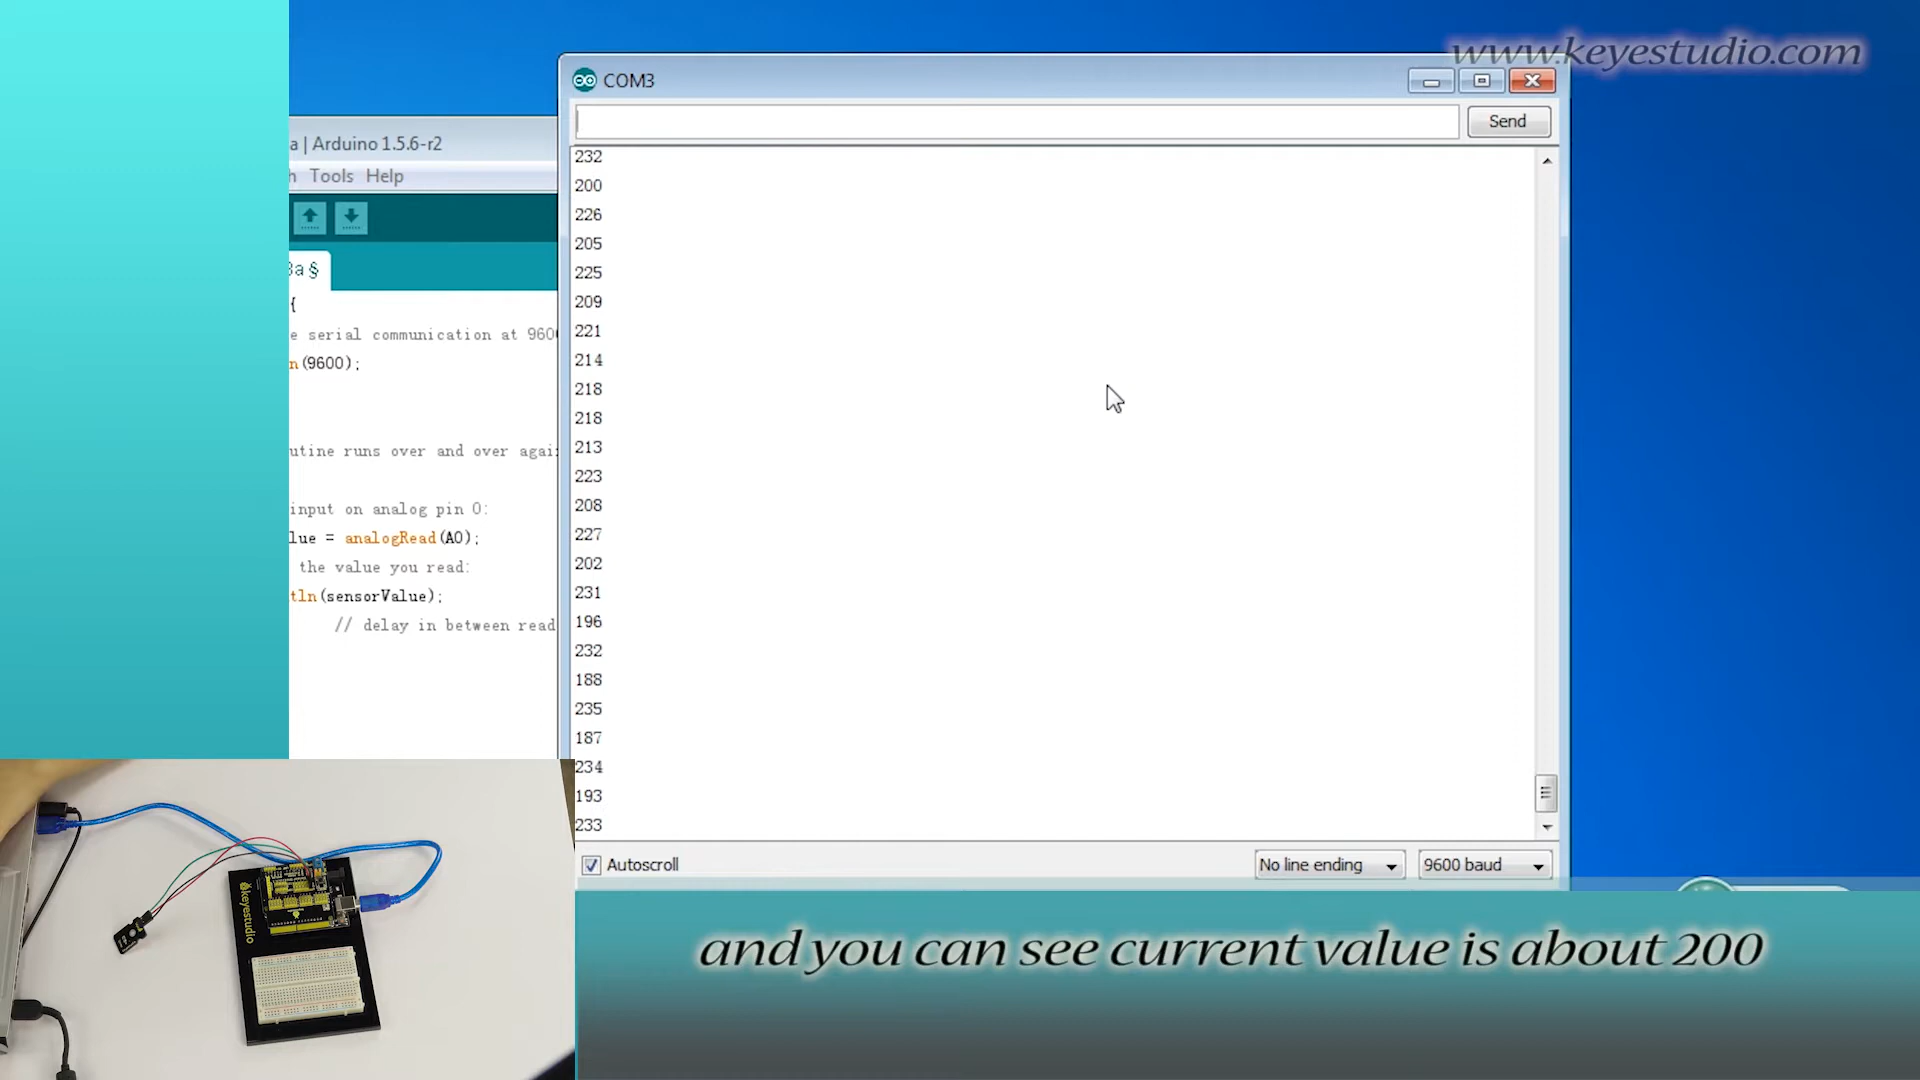 www.keyestudio.com
COM3
Send
a | Arduino 1.5.6-r2
h Tools Help
3a §
{
e serial communication at 960
n(9600);
utine runs over and over agai
input on analog pin 0:
lue = analogRead(A0);
the value you read:
tln(sensorValue);
// delay in between read
232
200
226
205
225
209
221
214
218
218
213
223
208
227
202
231
196
232
188
235
187
234
193
233
Autoscroll
No line ending
9600 baud
keyestudio
and you can see current value is about 200